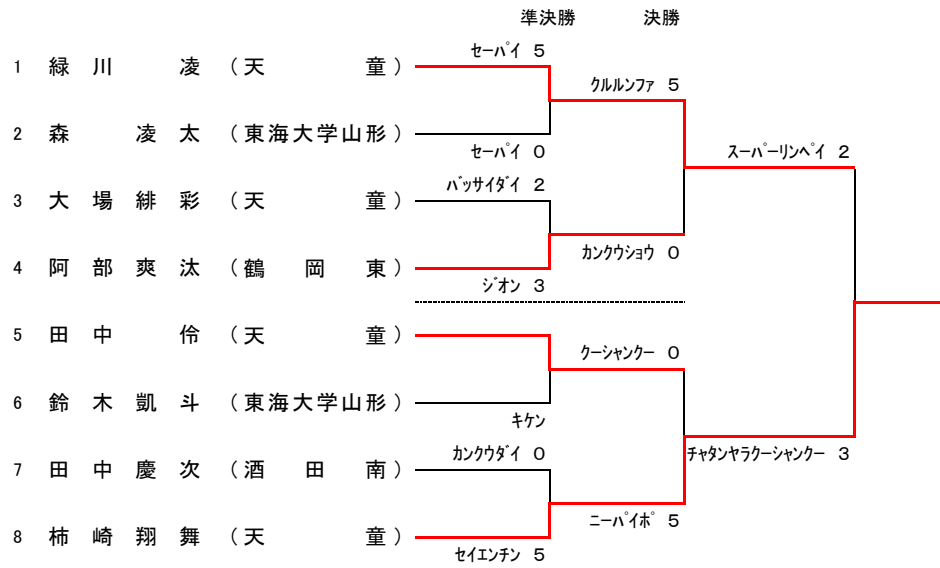 準決勝 決勝
セーパイ 5
1 緑川 凌 (天 童)
クルルンファ 5
2 森 凌太 (東海大学山形)
セーパイ 0
スーパーリンペイ 2
バッサイダイ 2
3 大場緋彩 (天 童)
カンクウショウ 0
4 阿部爽汰 (鶴岡東)
ジオン 3
5 田中 伶 (天 童)
クーシャンクー 0
6 鈴木凱斗 (東海大学山形)
キケン
カンクウダイ 0
チャタンヤラクーシャンクー 3
7 田中慶次 (酒田南)
ニーパイポ 5
8 柿崎翔舞 (天 童)
セイエンチン 5